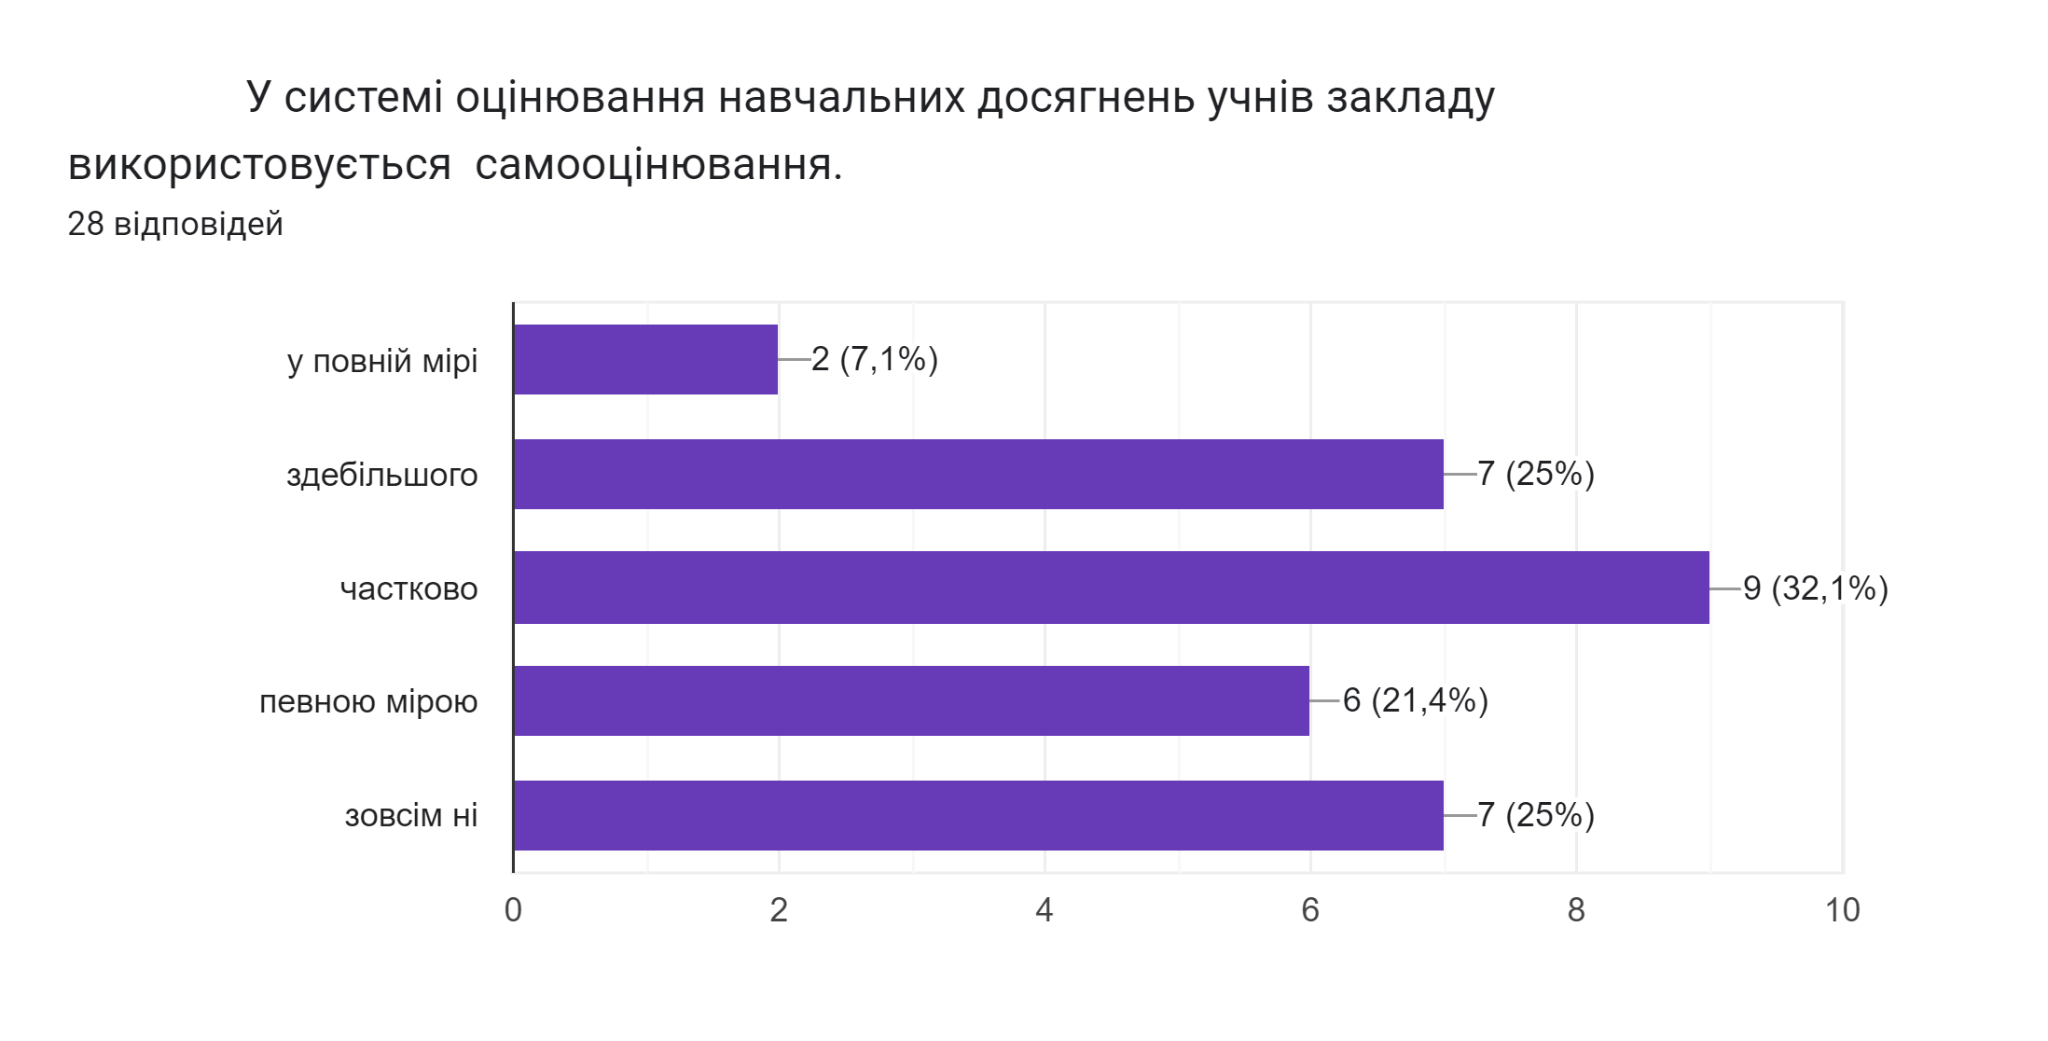 У системі оцінювання навчальних досягнень учнів закладу
використовується  самооцінювання.
28 відповідей
у повній мірі
2 (7,1%)
здебільшого
7 (25%)
частково
9 (32,1%)
певною мірою
6 (21,4%)
зовсім ні
7 (25%)
0 2 4 6 8 10